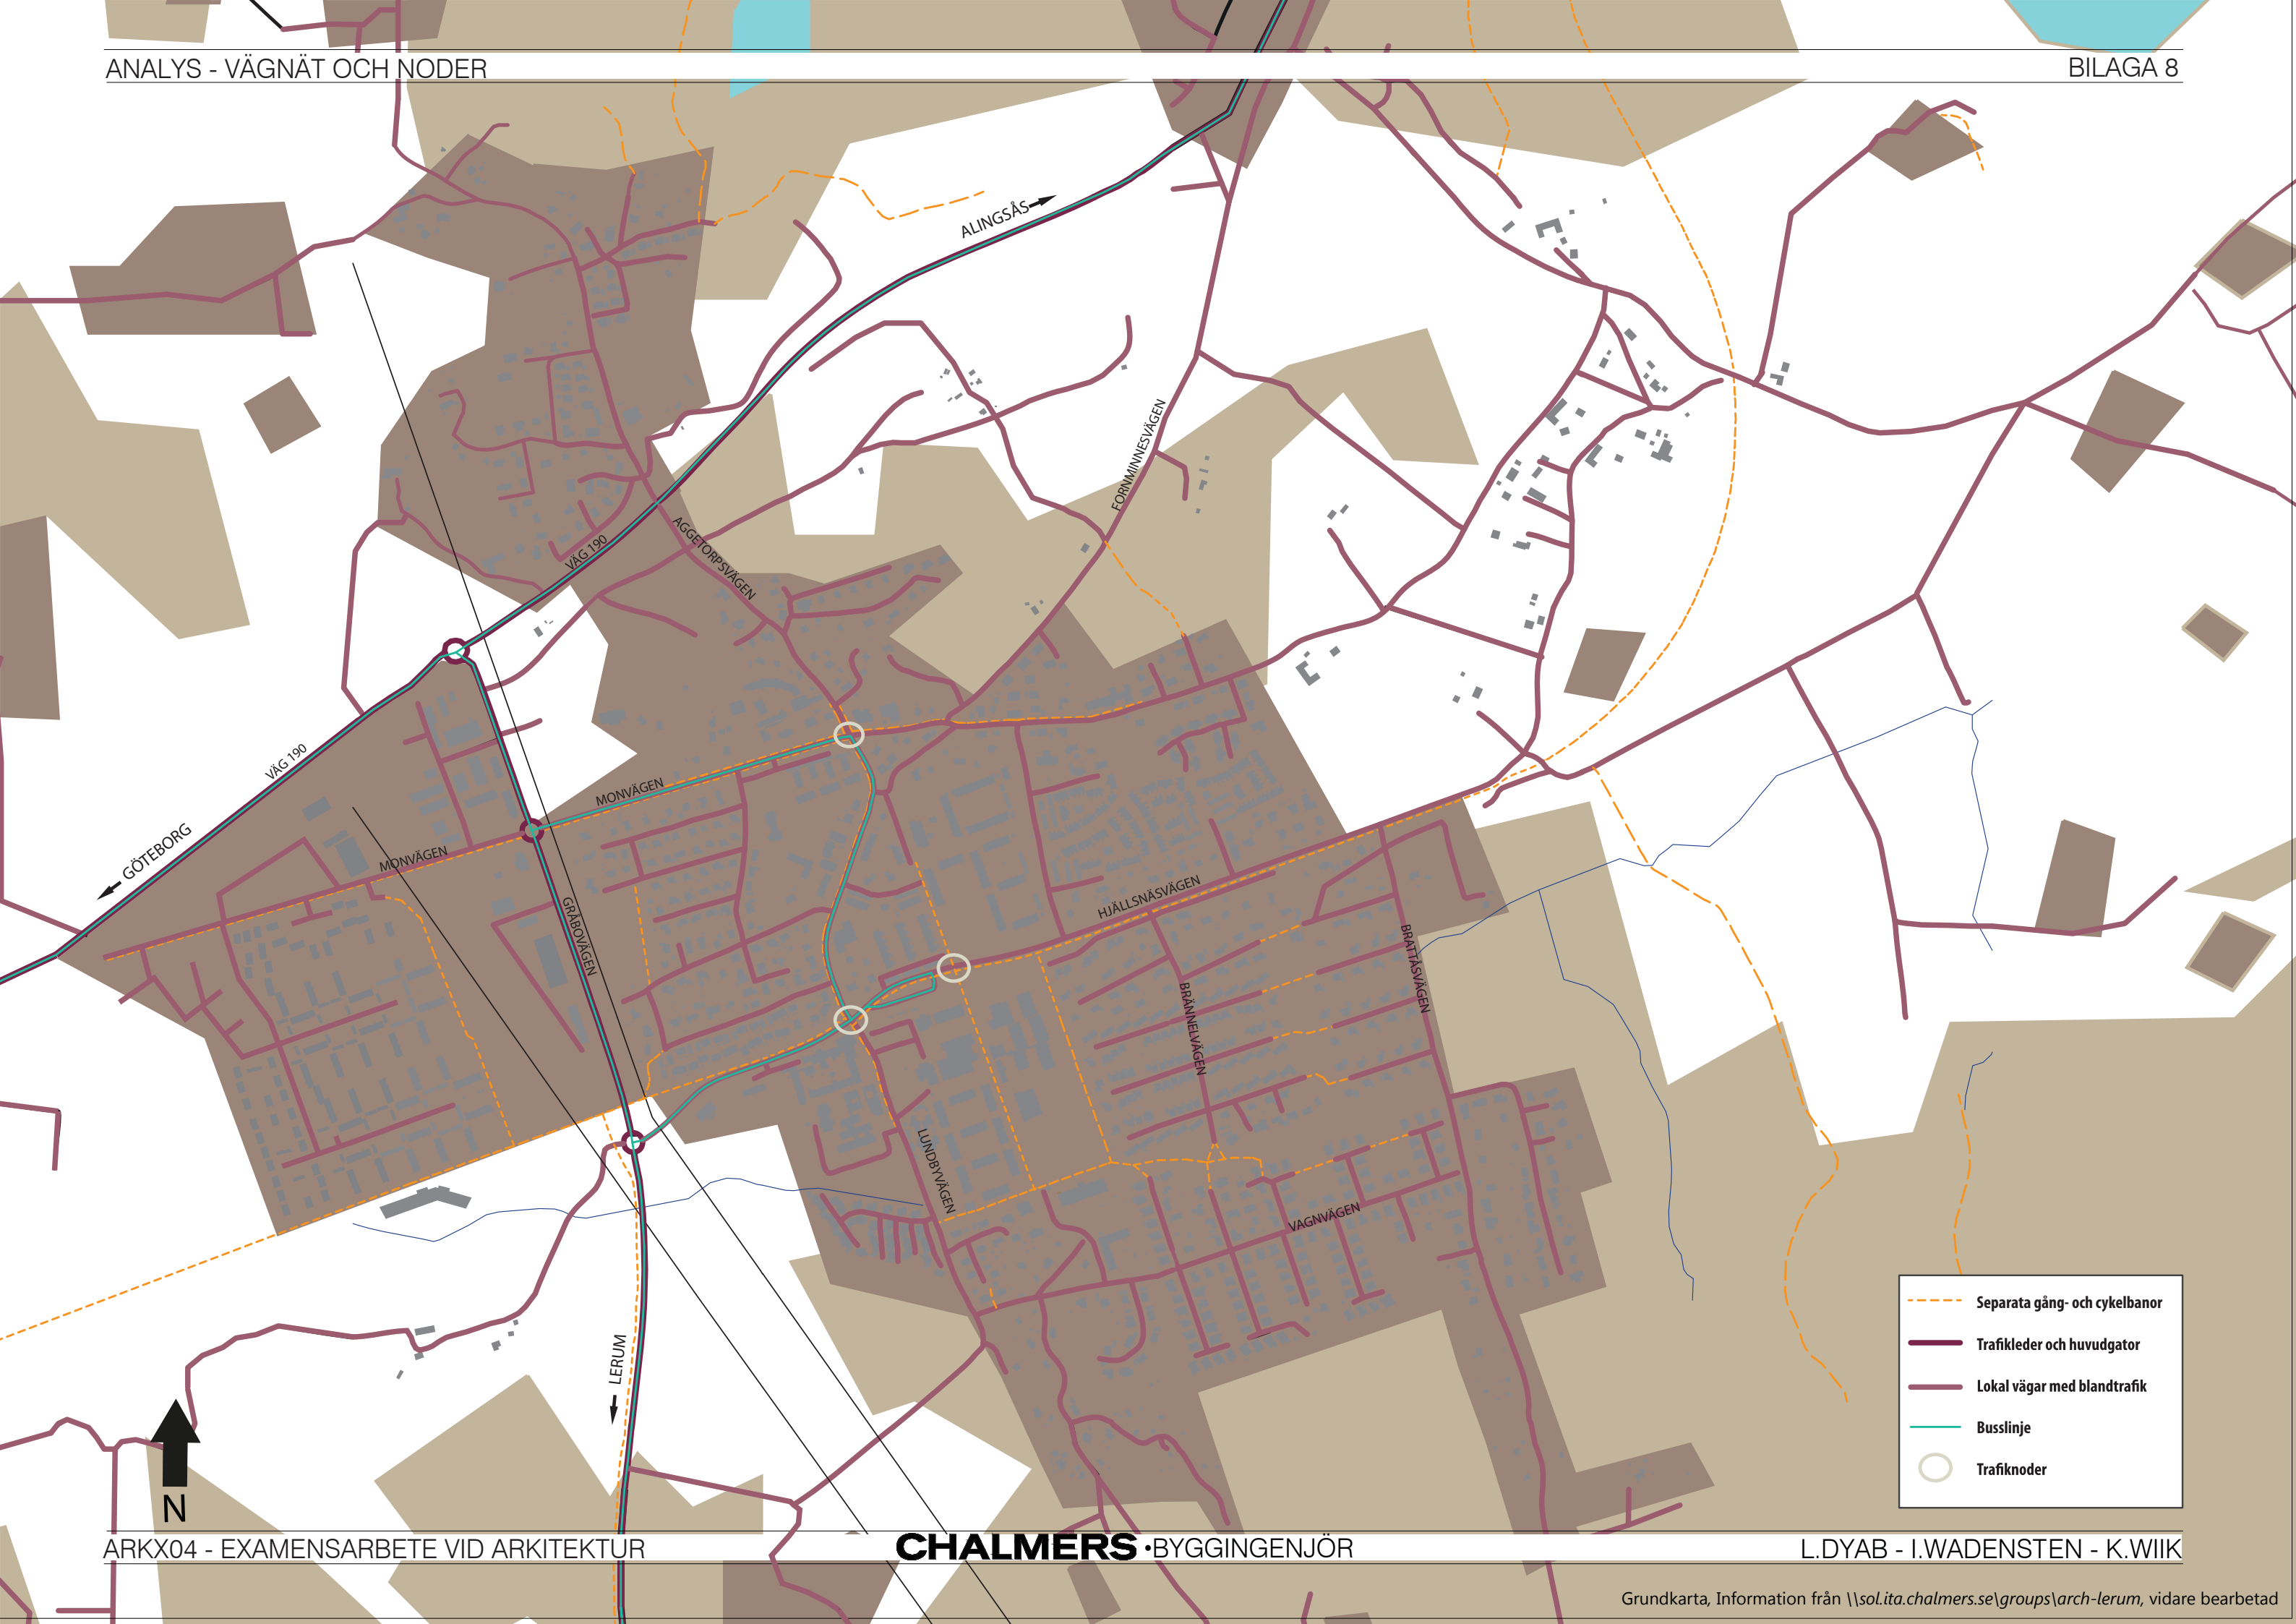 ANALYS - VÄGNÄT OCH NODER
BILAGA 8
ALINGSÅS
FORNMINNESVÄGEN
AGGETORPSVÄGEN
VÄG 190
VÄG 190
MONVÄGEN
GÖTEBORG
MONVÄGEN
GRÅBOVÄGEN
HJÄLLSNÄSVÄGEN
BRATTÅSVÄGEN
BRÄNNELVÄGEN
LUNDBYVÄGEN
VAGNVÄGEN
LERUM
Separata gång- och cykelbanor
Trafikleder och huvudgator
Lokal vägar med blandtrafik
Busslinje
Trafiknoder
N
ARKX04 - EXAMENSARBETE VID ARKITEKTUR
CHALMERS •BYGGINGENJÖR
L.DYAB - I.WADENSTEN - K.WIIK
Grundkarta, Information från \\sol.ita.chalmers.se\groups\arch-lerum, vidare bearbetad